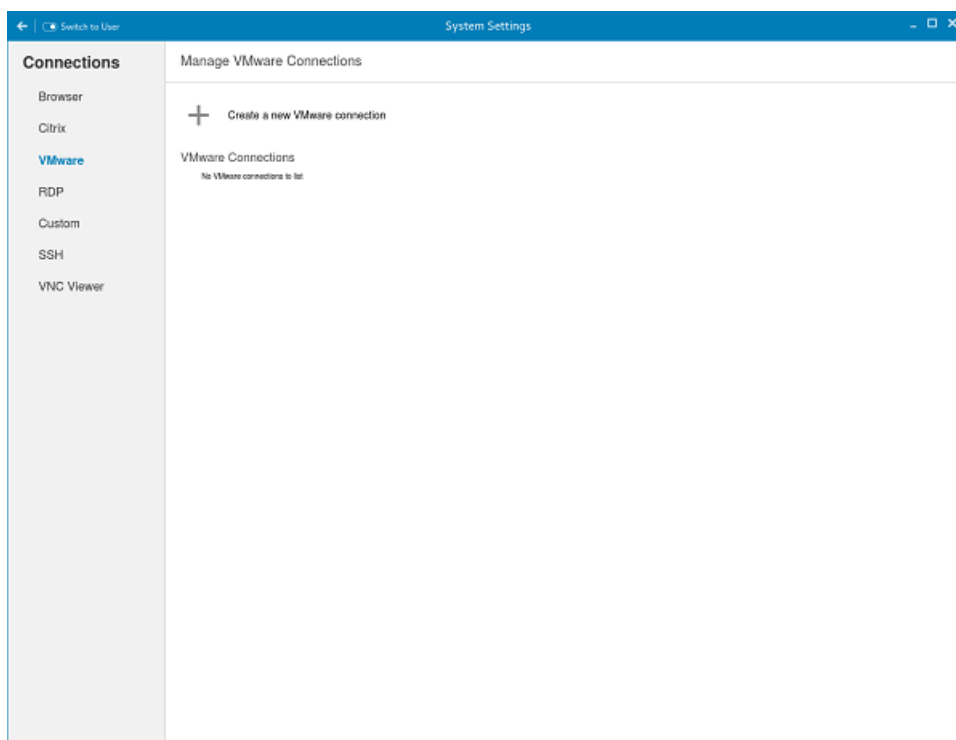 Switch to User
System Settings
Connections
Browser
Citrix
VMware
RDP
Custom
SSH
VNC Viewer
Manage VMware Connections
Create a new VMware connection
VMware Connections
No VMware connections to list